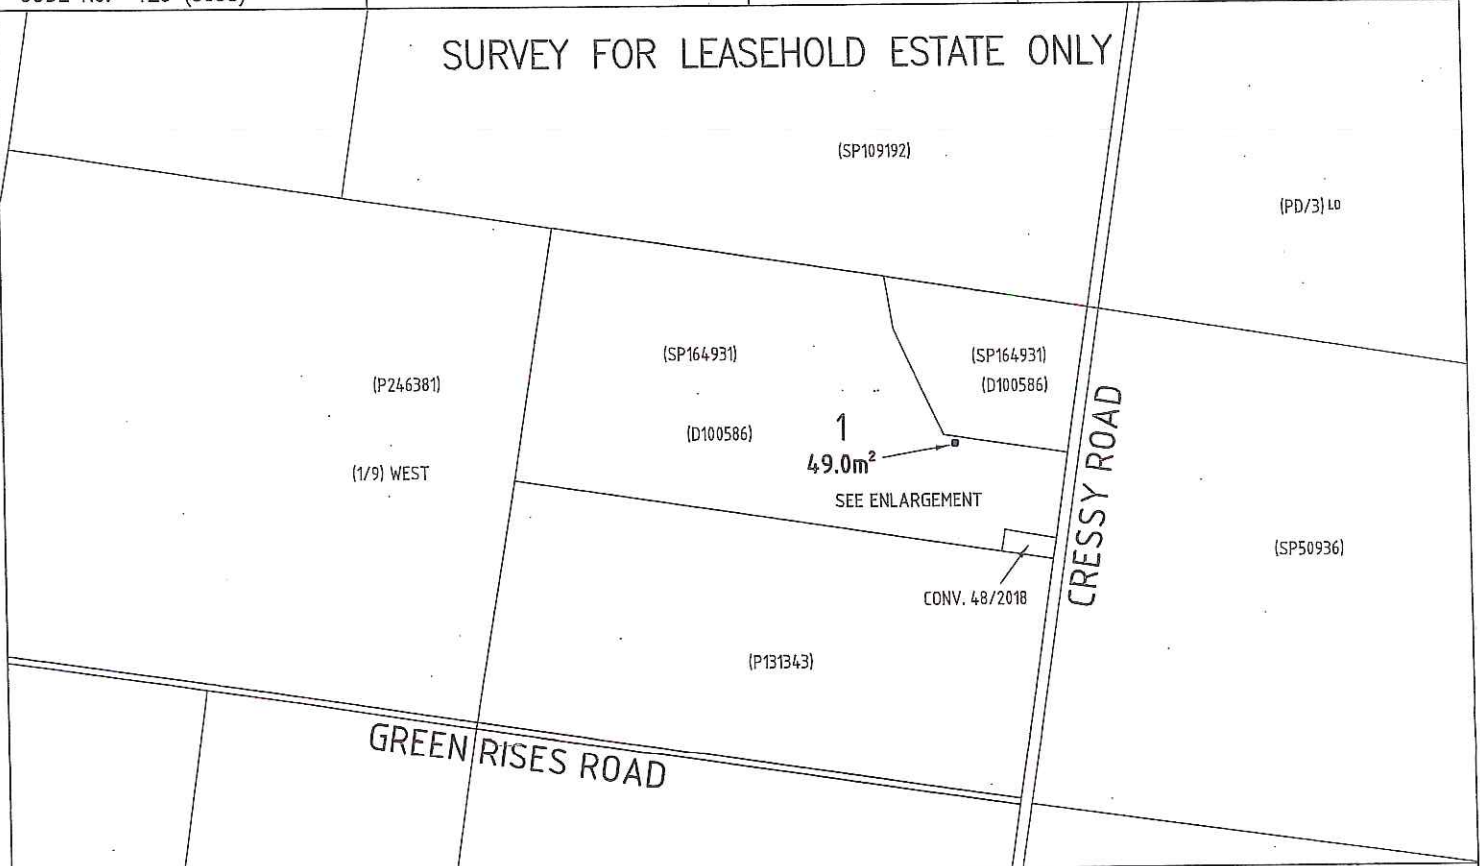 SURVEY FOR LEASEHOLD ESTATE ONLY
(SP109192)
(PD/3) LO
(SP164931)
(SP164931)
(P246381)
(D100586)
1
(D100586)
49.0m²
(1/9) WEST
SEE ENLARGEMENT
CRESSY ROAD
(SP50936)
CONV. 48/2018
(P131343)
GREEN RISES ROAD